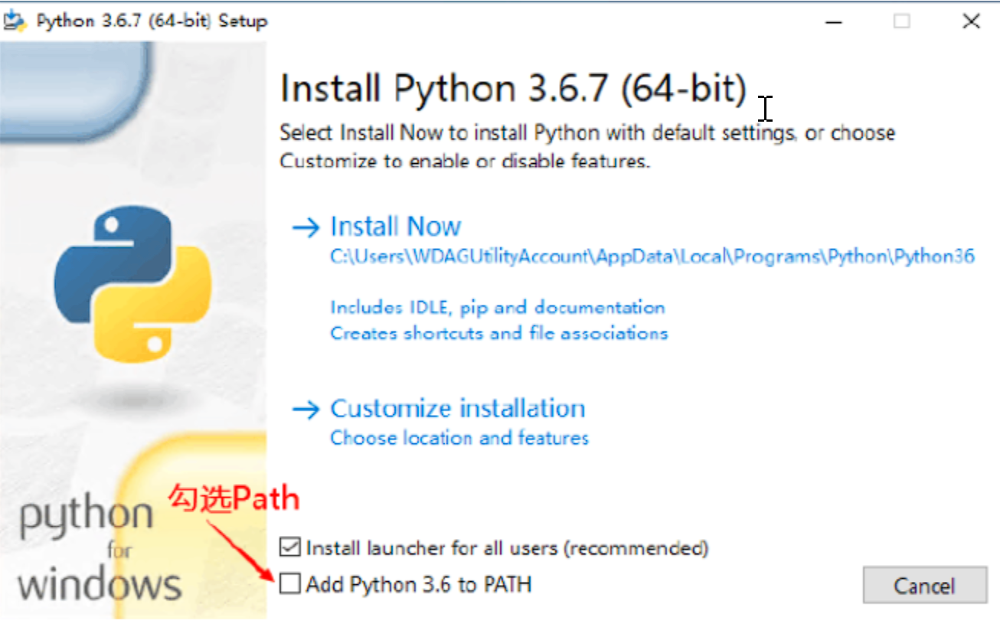 Python 3.6.7 (64-bit) Setup
Install Python 3.6.7 (64-bit)
Select Install Now to install Python with default settings, or choose
Customize to enable or disable features.
Install Now
C:\Users\WDAGUtilityAccount\AppData\Local\Programs\Python\Python36
Includes IDLE, pip and documentation
Creates shortcuts and file associations
Customize installation
Choose location and features
勾选Path
python
for
windows
Install launcher for all users (recommended)
Add Python 3.6 to PATH
Cancel